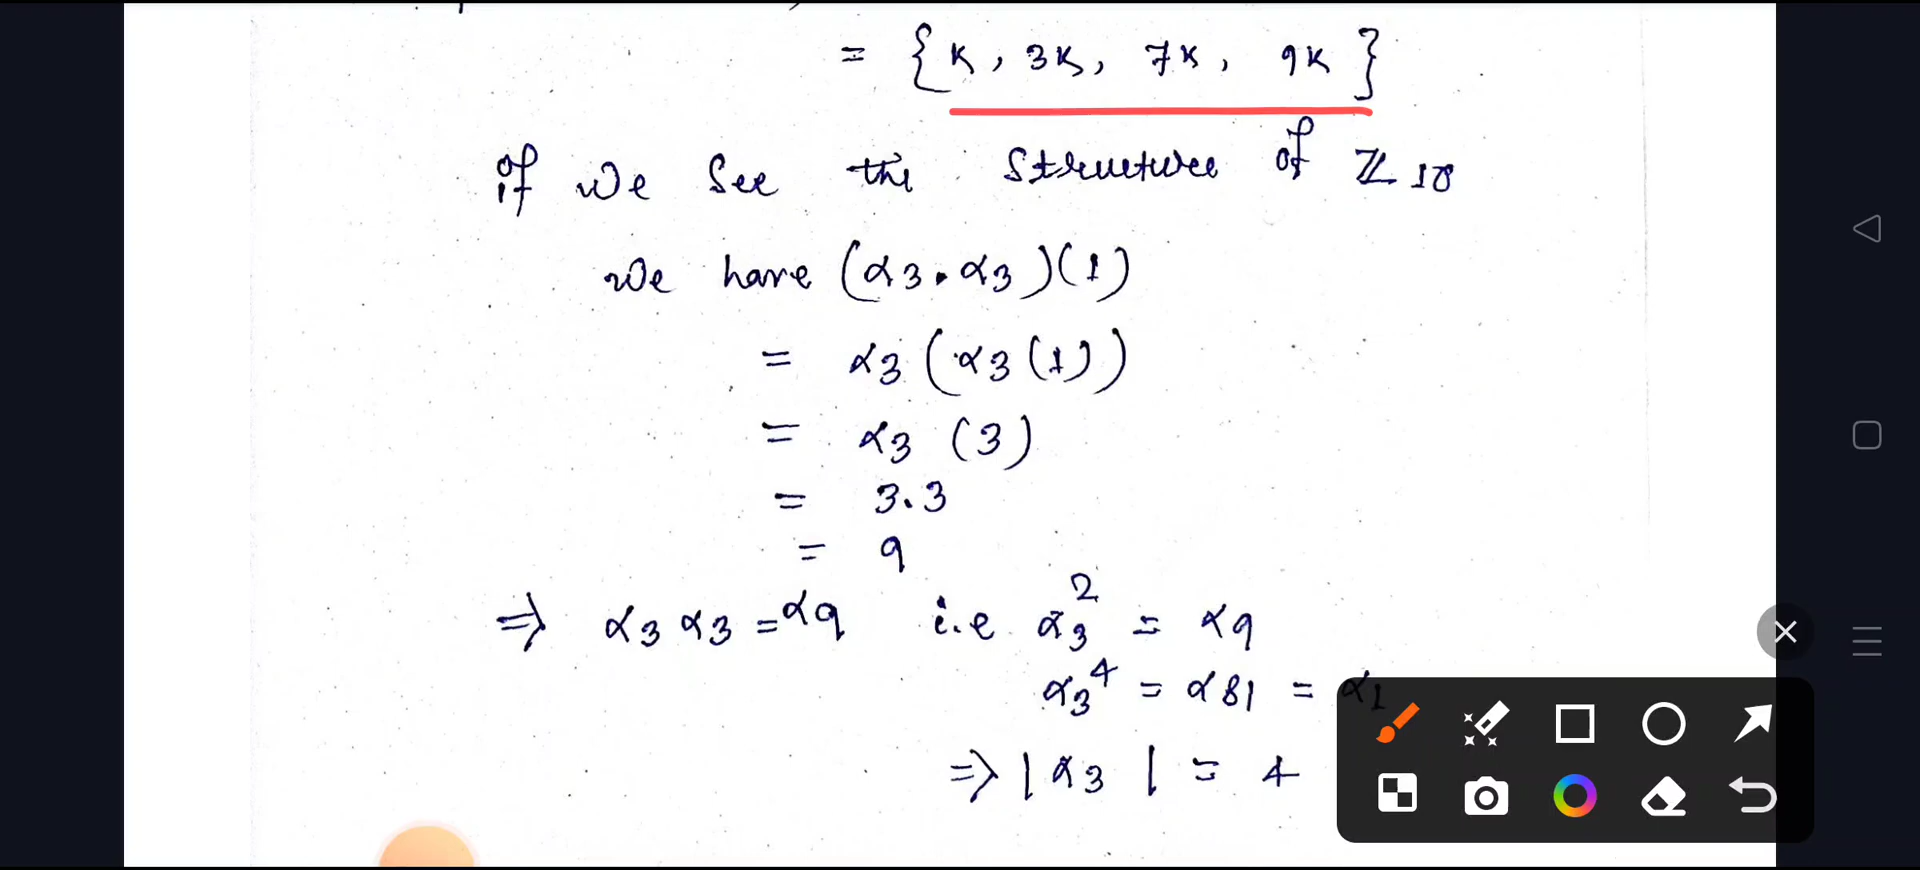 = {K, 3K, 7K, 9K}
if we see the structure of ℤ10
we have (α3.α3)(1)
= α3(α3(1))
= α3(3)
= 3.3
= 9
⇒ α3 α3 = α9 i.e α3² = α9
α3⁴ = α81 = α1
⇒ |α3| = 4